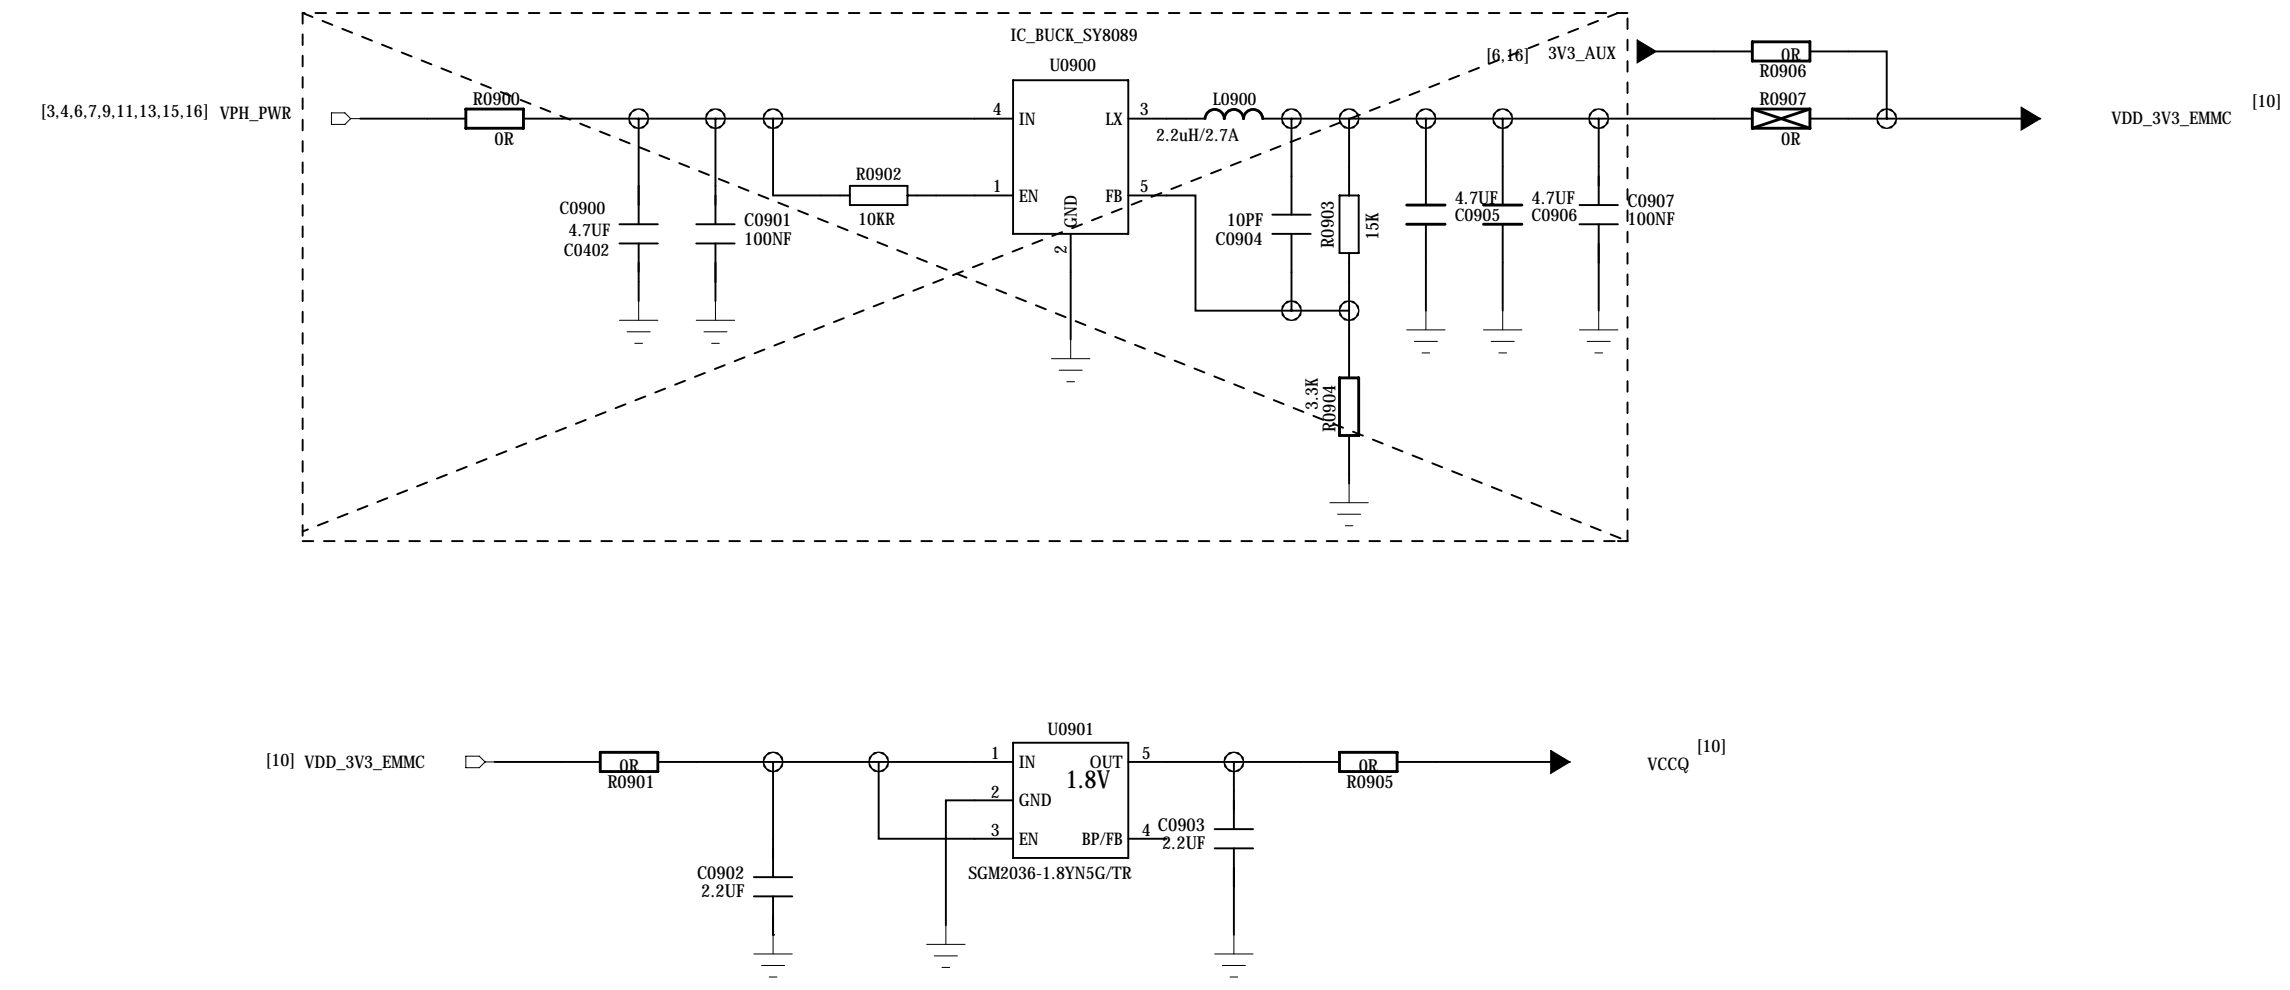 IC_BUCK_SY8089
U0900
[6,16] 3V3_AUX
0R
R0906
[3,4,6,7,9,11,13,15,16] VPH_PWR
R0900
0R
4 IN
LX 3
L0900
2.2uH/2.7A
R0907
0R
VDD_3V3_EMMC [10]
R0902
10KR
1 EN
FB 5
GND
2
C0900
4.7UF
C0402
C0901
100NF
10PF
C0904
R0903
15K
4.7UF
C0905
4.7UF
C0906
C0907
100NF
3.3K
R0904
U0901
[10] VDD_3V3_EMMC
0R
R0901
1 IN
OUT 5
1.8V
2 GND
3 EN
BP/FB 4
SGM2036-1.8YN5G/TR
C0902
2.2UF
C0903
2.2UF
0R
R0905
VCCQ [10]